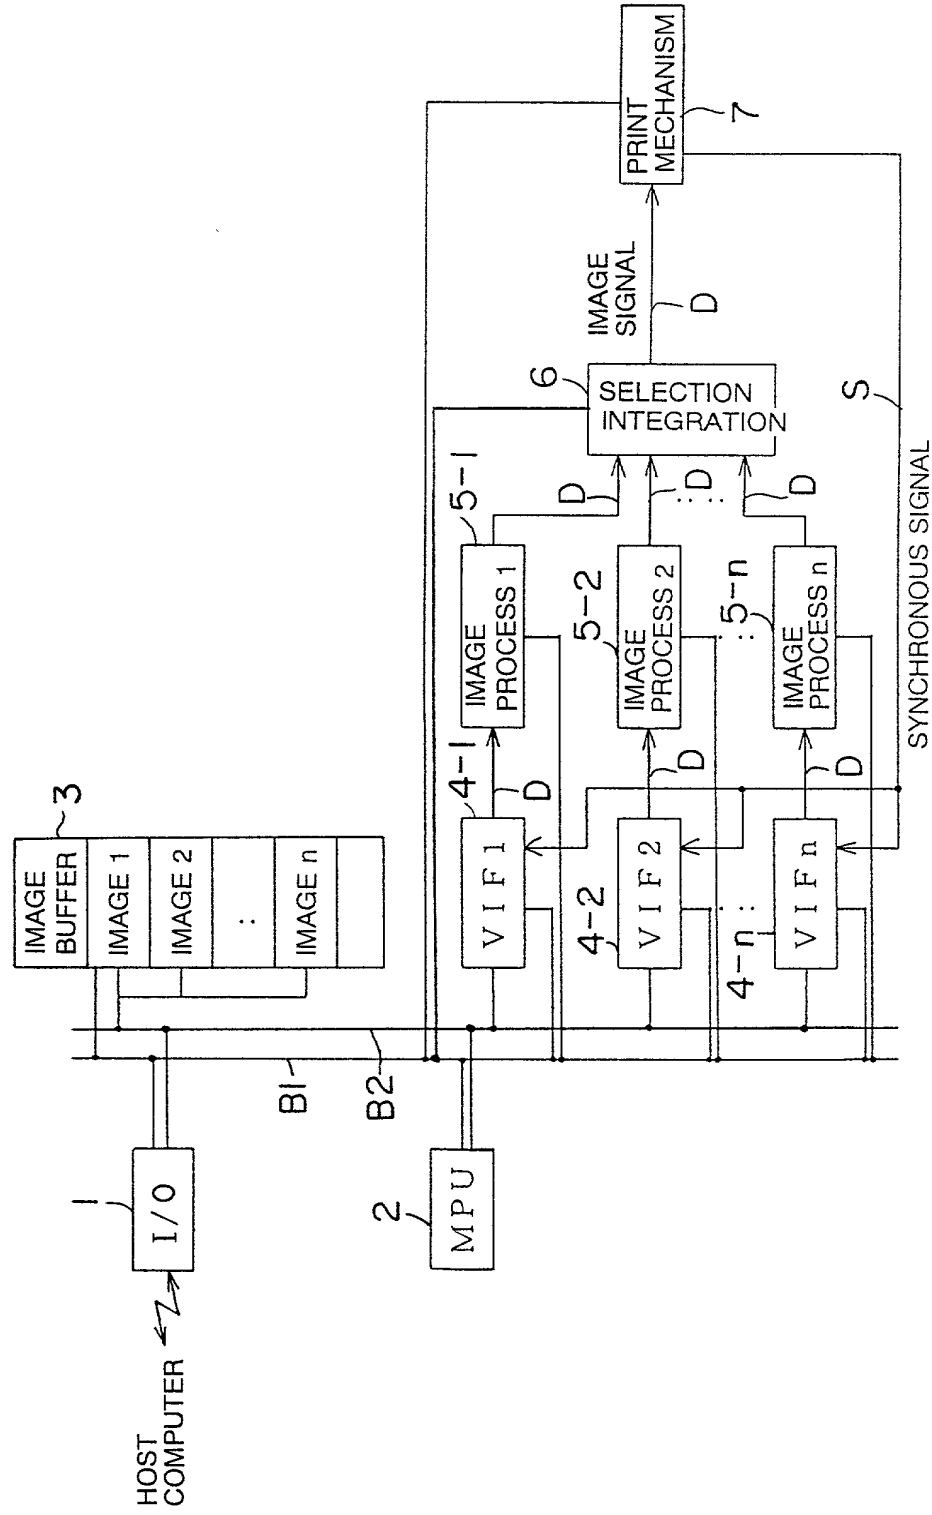 HOST
COMPUTER
1
I/O
2
MPU
B1
B2
3
IMAGE
BUFFER
IMAGE 1
IMAGE 2
:
IMAGE n
4-1
VIF1
D
5-1
IMAGE
PROCESS 1
D
4-2
VIF2
D
5-2
IMAGE
PROCESS 2
D
4-n
VIFn
D
5-n
IMAGE
PROCESS n
D
6
SELECTION
INTEGRATION
IMAGE
SIGNAL
D
PRINT
MECHANISM
7
S
SYNCHRONOUS SIGNAL